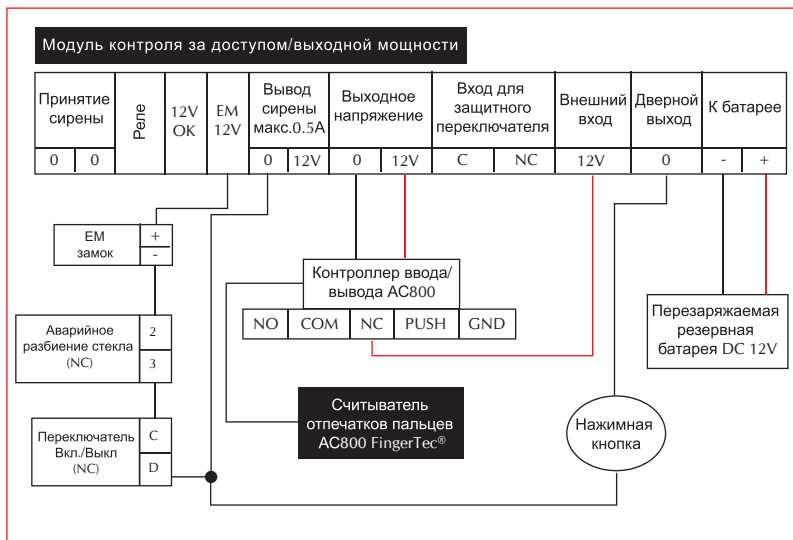 Модуль контроля за доступом/выходной мощности
Принятие
сирены
Реле
12V
OK
EM
12V
Вывод
сирены
макс.0.5A
Выходное
напряжение
Вход для
защитного
переключателя
Внешний
вход
Дверной
выход
К батарее
0
0
0
12V
0
12V
C
NC
12V
0
-
+
EM
замок
+
-
Контроллер ввода/
вывода AC800
NO
COM
NC
PUSH
GND
Перезаряжаемая
резервная
батарея DC 12V
Аварийное
разбиение стекла
(NC)
2
3
Считыватель
отпечатков пальцев
AC800 FingerTec®
Нажимная
кнопка
Переключатель
Вкл./Выкл
(NC)
C
D